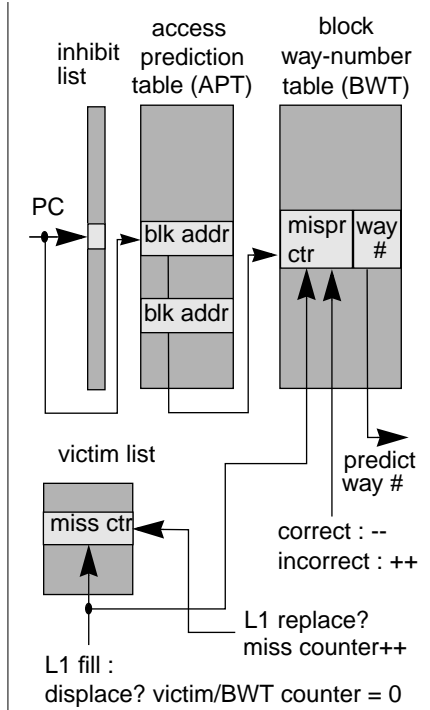 inhibit
list
access
prediction
table (APT)
block
way-number
table (BWT)
PC
blk addr
blk addr
mispr
ctr
way
#
predict
way #
victim list
miss ctr
correct : --
incorrect : ++
L1 replace?
miss counter++
L1 fill :
displace? victim/BWT counter = 0